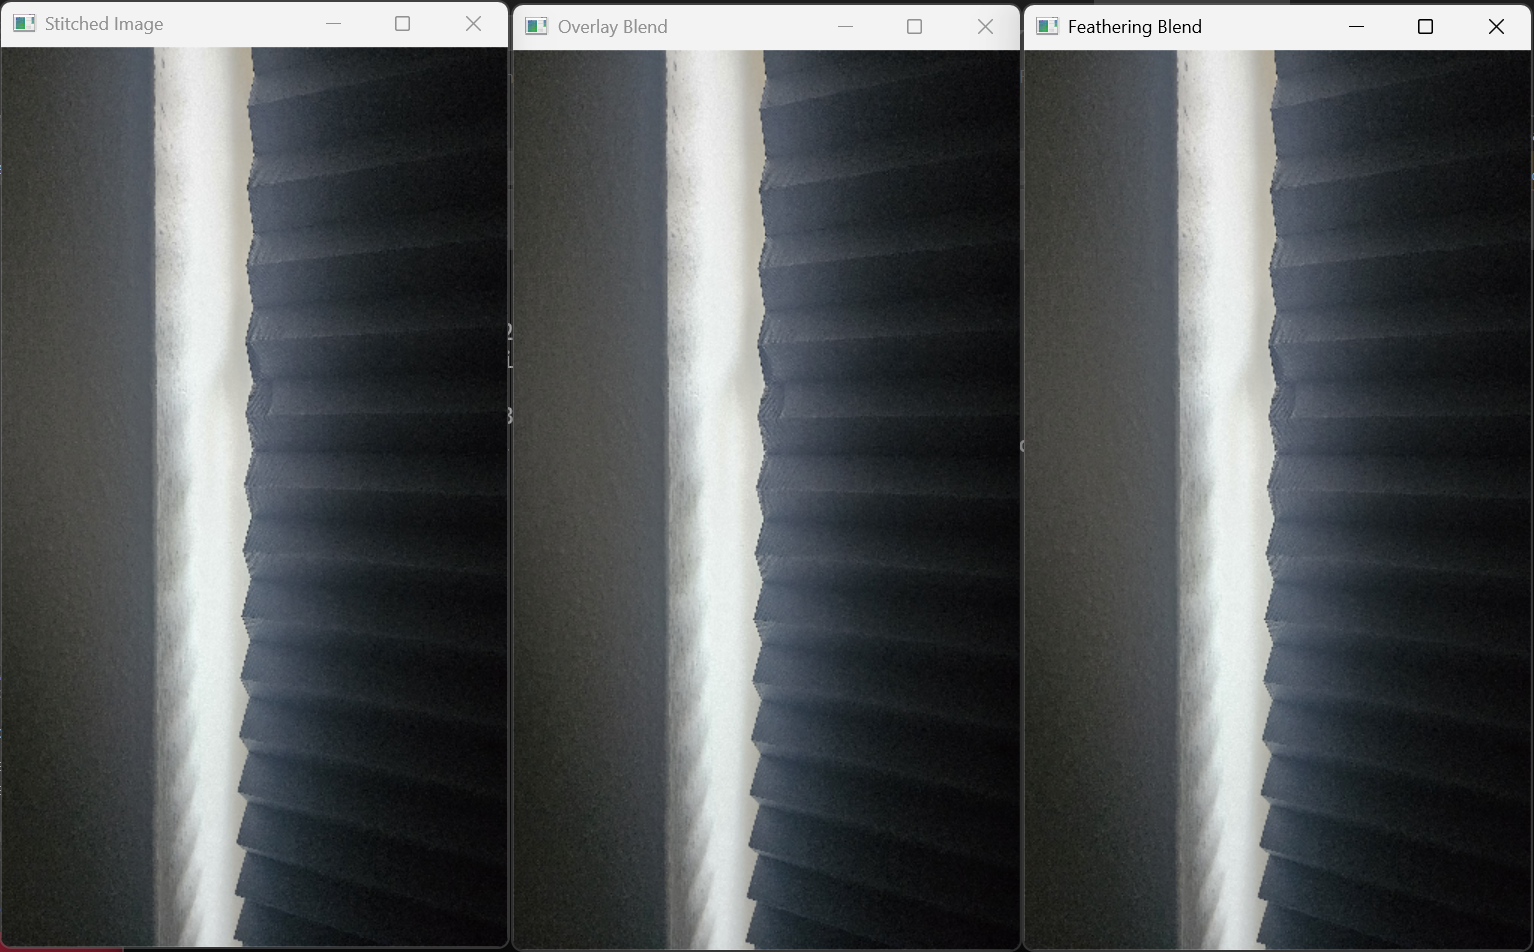 Stitched Image
Overlay Blend
Feathering Blend